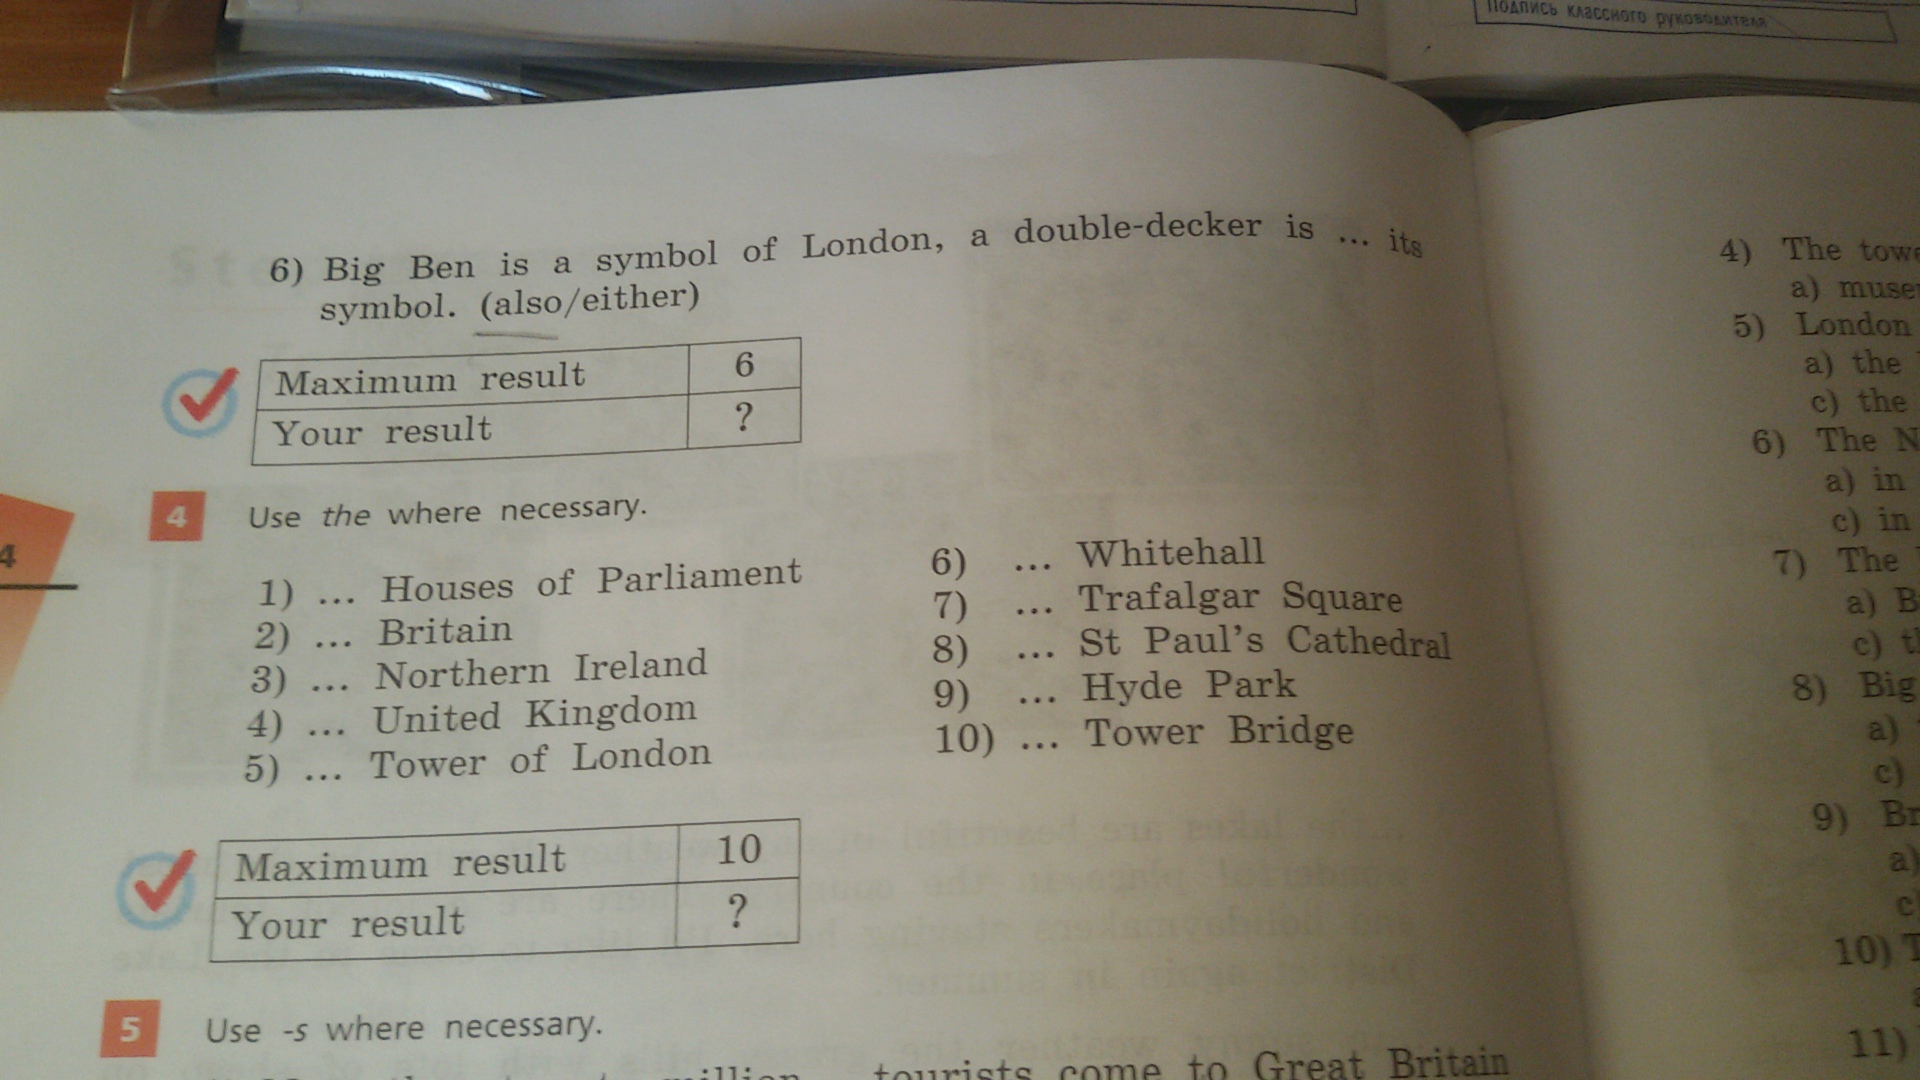 Подпись классного руководителя
6) Big Ben is a symbol of London, a double-decker is ... its
symbol. (also/either)
Maximum result 6
Your result ?
4 Use the where necessary.
4
1) ... Houses of Parliament
2) ... Britain
3) ... Northern Ireland
4) ... United Kingdom
5) ... Tower of London
6) ... Whitehall
7) ... Trafalgar Square
8) ... St Paul's Cathedral
9) ... Hyde Park
10) ... Tower Bridge
Maximum result 10
Your result ?
5 Use -s where necessary.
tourists come to Great Britain
4) The
a)
5) London
a) the
c) the
6) The
a) in
c) in
7) The
a)
c)
8) Big
a)
c)
9)
a)
c)
10)
11)